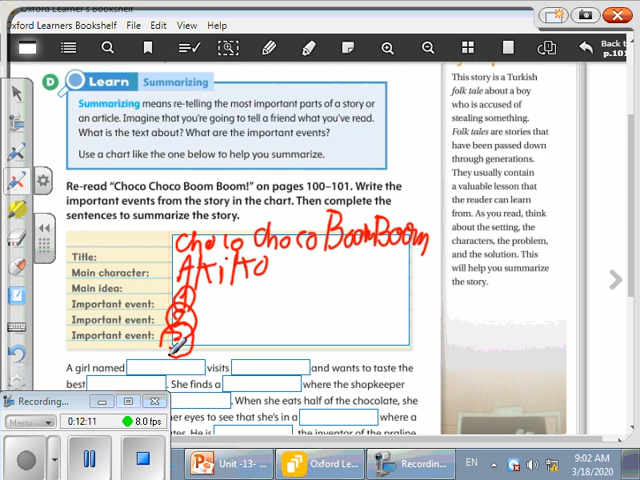 Oxford Learner's Bookshelf
Oxford Learners Bookshelf File Edit View Help
Back to
p.101
D Learn Summarizing
Summarizing means re-telling the most important parts of a story or
an article. Imagine that you're going to tell a friend what you've read.
What is the text about? What are the important events?
Use a chart like the one below to help you summarize.
Re-read "Choco Choco Boom Boom!" on pages 100–101. Write the
important events from the story in the chart. Then complete the
sentences to summarize the story.
choco choco Boom Boom
Title:
Main character:
Main idea:
Important event: 1
Important event: 2
Important event: 3
A girl named visits and wants to taste the
best . She finds a where the shopkeeper
. When she eats half of the chocolate, she
her eyes to see that she's in a where a
. He is , the inventor of the praline
This story is a Turkish
folk tale about a boy
who is accused of
stealing something.
Folk tales are stories that
have been passed down
through generations.
They usually contain
a valuable lesson that
the reader can learn
from. As you read, think
about the setting, the
characters, the problem,
and the solution. This
will help you summarize
the story.
Recording...
Menu 0:12:11 8.0 fps
Unit -13- ... Oxford Le... Recording... EN 9:02 AM
3/18/2020